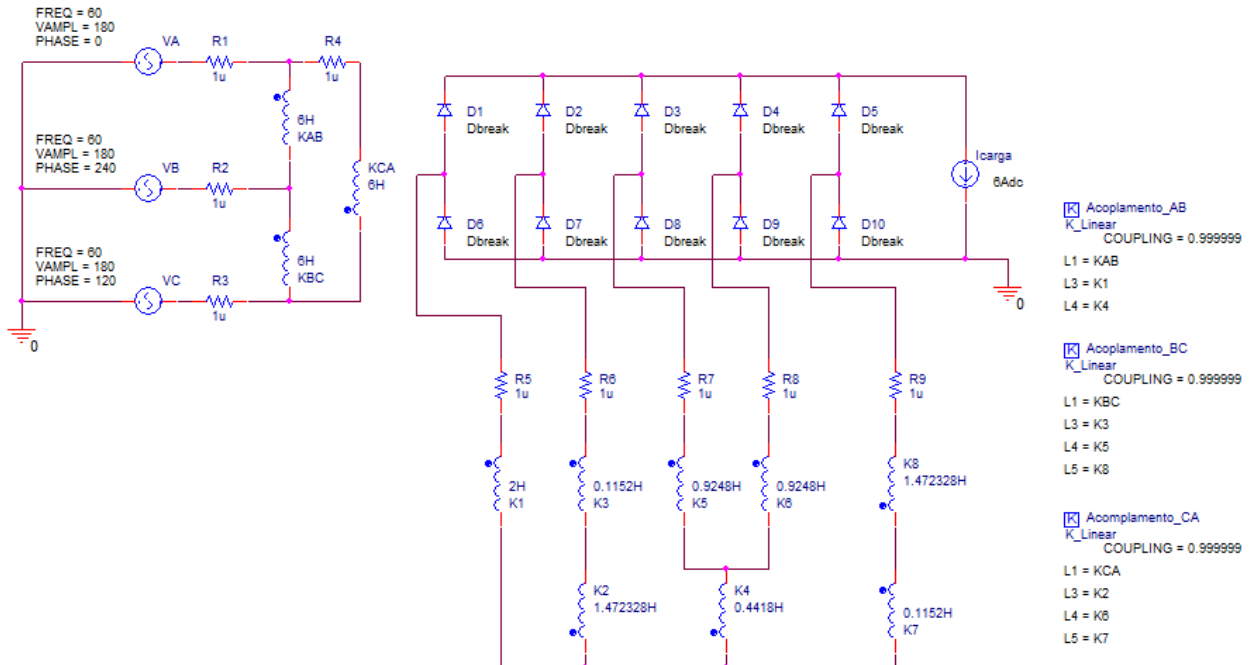 FREQ = 60
VAMPL = 180
PHASE = 0
VA
R1
1u
R4
1u
6H
KAB
KCA
6H
FREQ = 60
VAMPL = 180
PHASE = 240
VB
R2
1u
6H
KBC
FREQ = 60
VAMPL = 180
PHASE = 120
VC
R3
1u
0
D1
Dbreak
D2
Dbreak
D3
Dbreak
D4
Dbreak
D5
Dbreak
D6
Dbreak
D7
Dbreak
D8
Dbreak
D9
Dbreak
D10
Dbreak
Icarga
6Adc
0
R5
1u
R6
1u
R7
1u
R8
1u
R9
1u
2H
K1
0.1152H
K3
0.9248H
K5
0.9248H
K6
K8
1.472328H
K2
1.472328H
K4
0.4418H
0.1152H
K7
K Acoplamento_AB
K_Linear
COUPLING = 0.999999
L1 = KAB
L3 = K1
L4 = K4
K Acoplamento_BC
K_Linear
COUPLING = 0.999999
L1 = KBC
L3 = K3
L4 = K5
L5 = K8
K Acomplamento_CA
K_Linear
COUPLING = 0.999999
L1 = KCA
L3 = K2
L4 = K6
L5 = K7